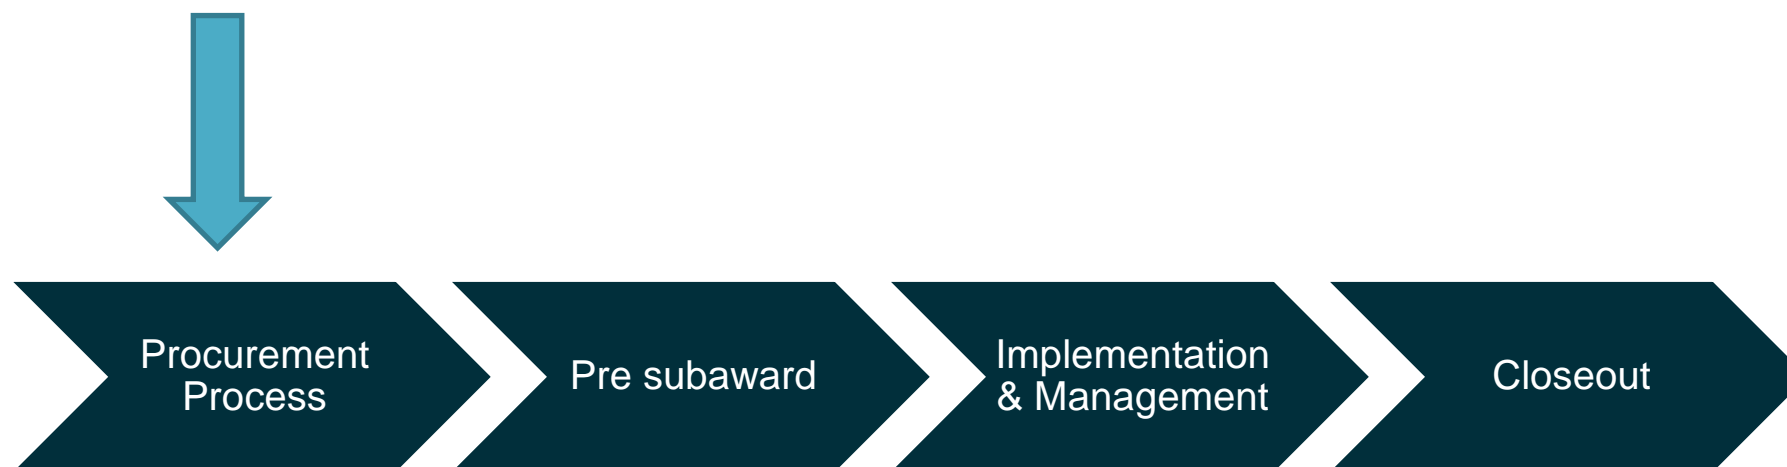 Procurement
Process
Pre subaward
Implementation
& Management
Closeout